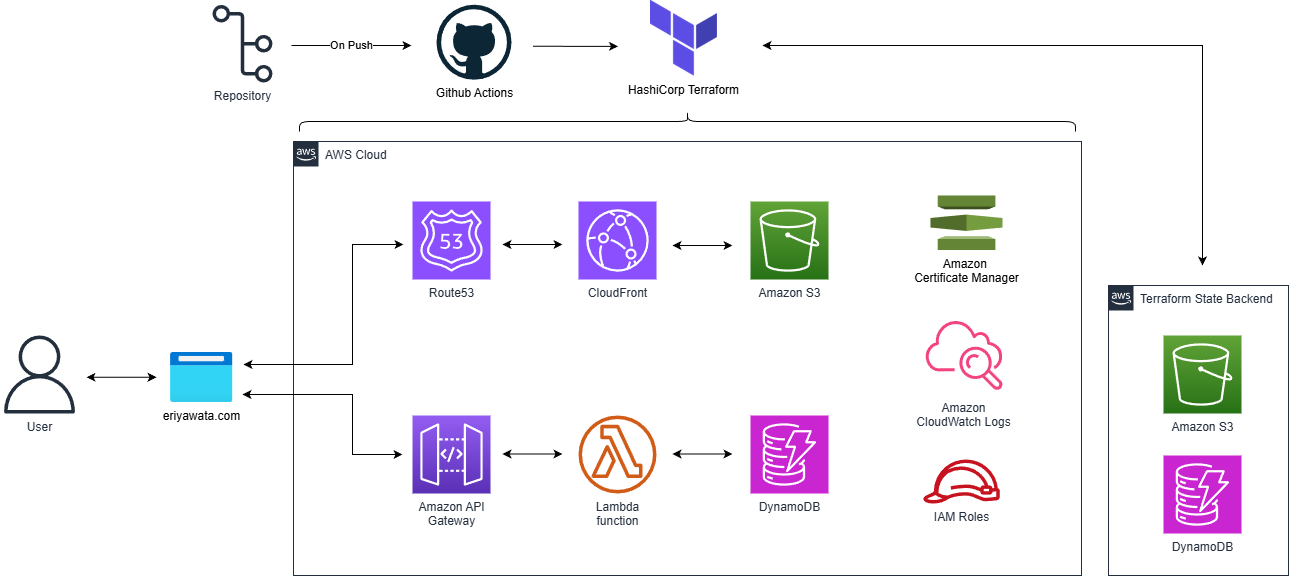 On Push
Repository
Github Actions
HashiCorp Terraform
aws
AWS Cloud
53
Route53
CloudFront
Amazon S3
Amazon
Certificate Manager
aws
Terraform State Backend
User
eriyawata.com
Amazon
CloudWatch Logs
Amazon S3
</>
Amazon API
Gateway
Lambda
function
DynamoDB
IAM Roles
DynamoDB